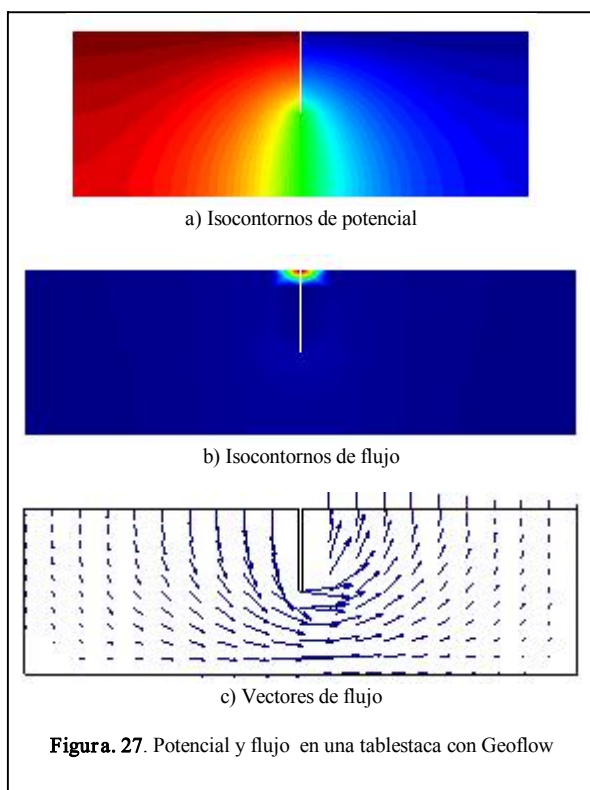 a) Isocontornos de potencial
b) Isocontornos de flujo
c) Vectores de flujo
Figura. 27. Potencial y flujo en una tablestaca con Geoflow